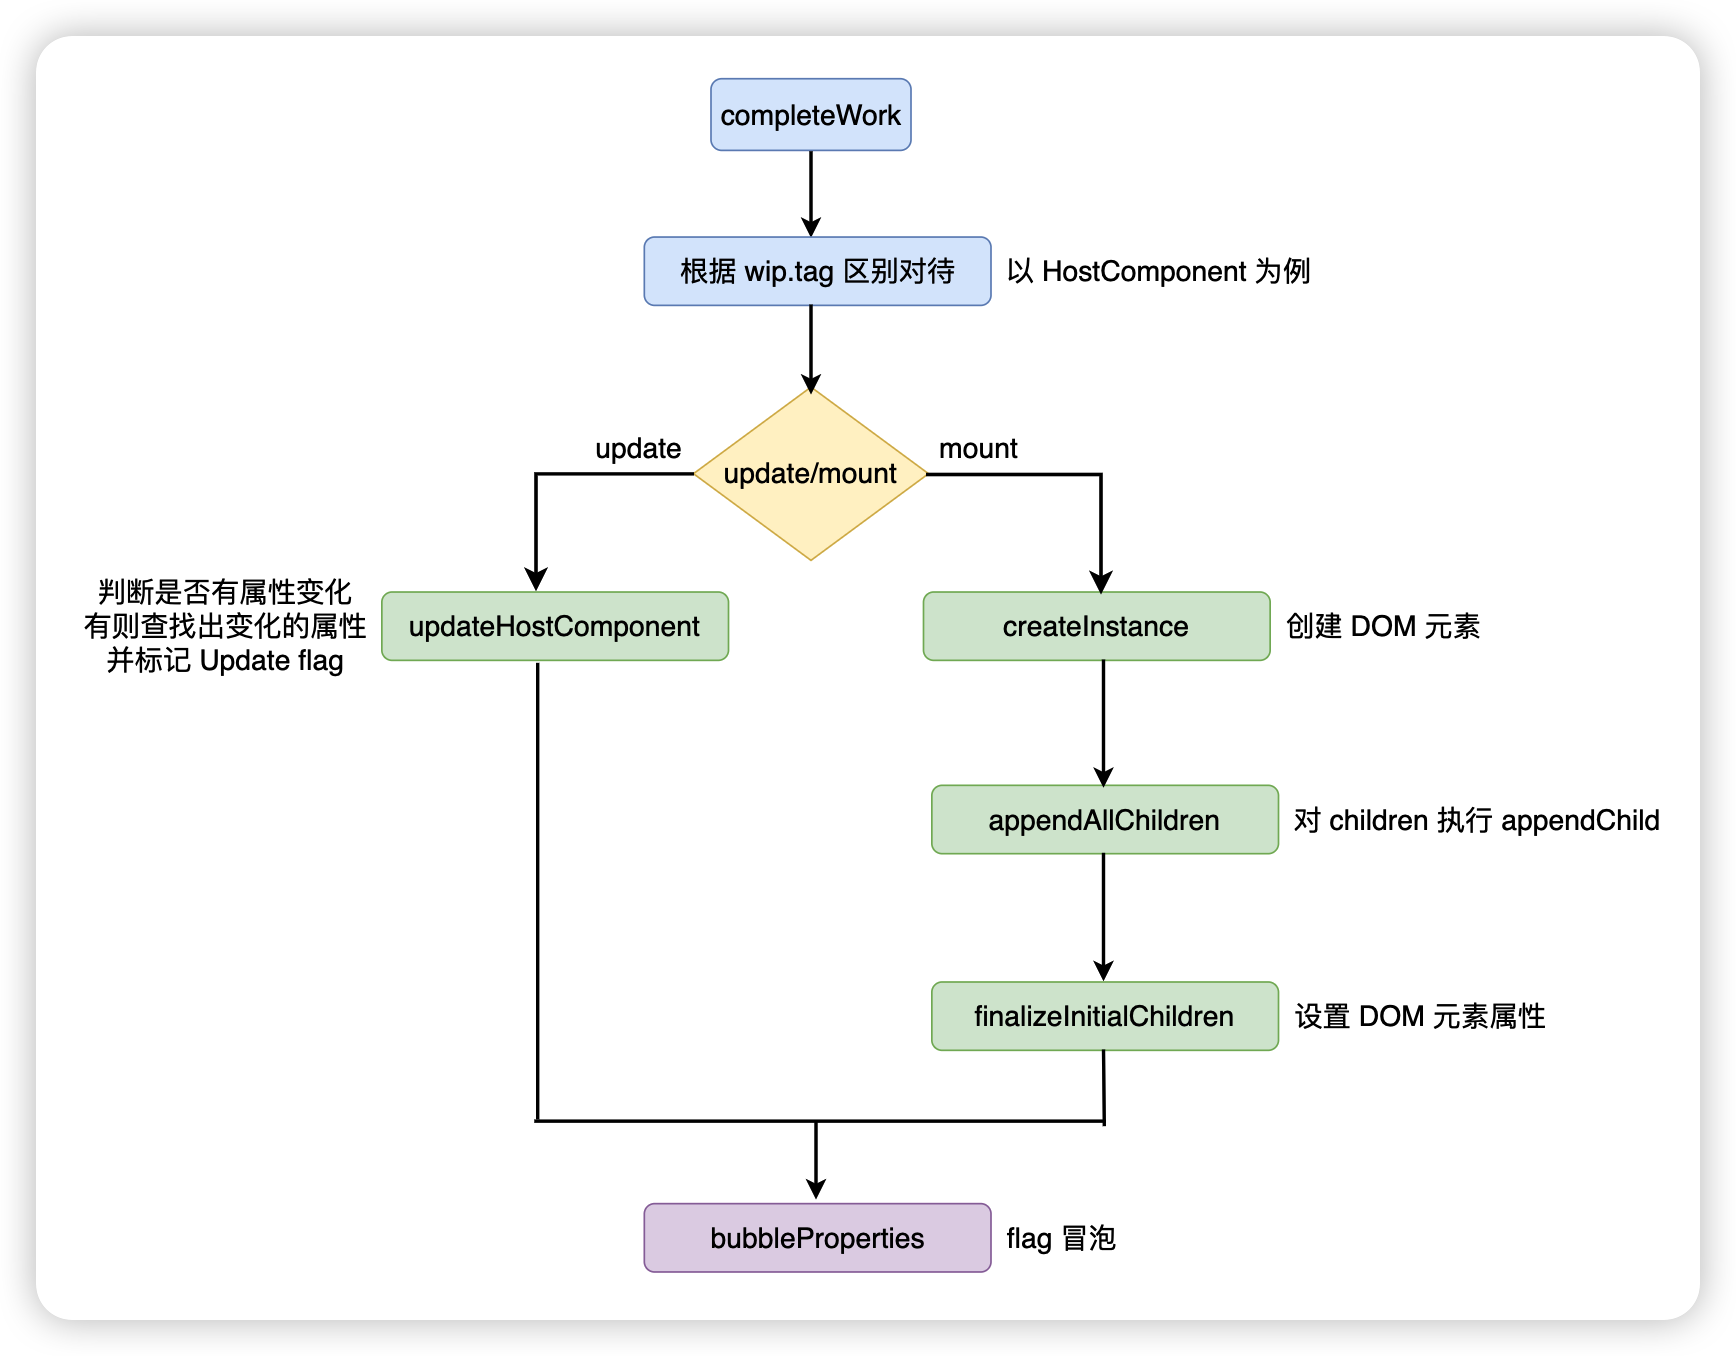 completeWork
根据 wip.tag 区别对待
以 HostComponent 为例
update
update/mount
mount
判断是否有属性变化
有则查找出变化的属性
并标记 Update flag
updateHostComponent
createInstance
创建 DOM 元素
appendAllChildren
对 children 执行 appendChild
finalizeInitialChildren
设置 DOM 元素属性
bubbleProperties
flag 冒泡